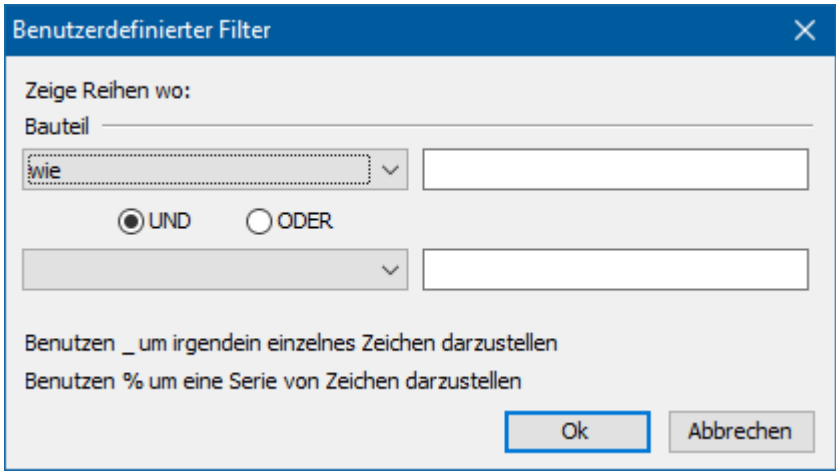 Benutzerdefinierter Filter
Zeige Reihen wo:
Bauteil
wie
UND ODER
Benutzen _ um irgendein einzelnes Zeichen darzustellen
Benutzen % um eine Serie von Zeichen darzustellen
Ok Abbrechen